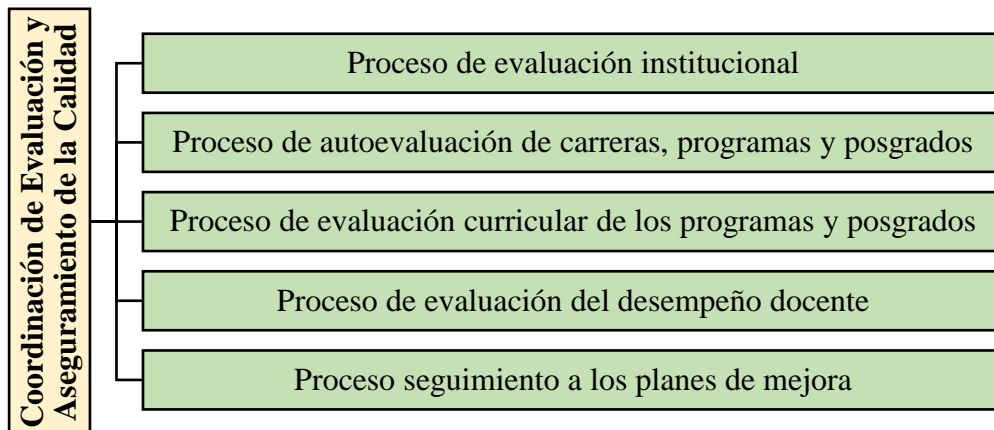 Coordinación de Evaluación y
Aseguramiento de la Calidad
Proceso de evaluación institucional
Proceso de autoevaluación de carreras, programas y posgrados
Proceso de evaluación curricular de los programas y posgrados
Proceso de evaluación del desempeño docente
Proceso seguimiento a los planes de mejora